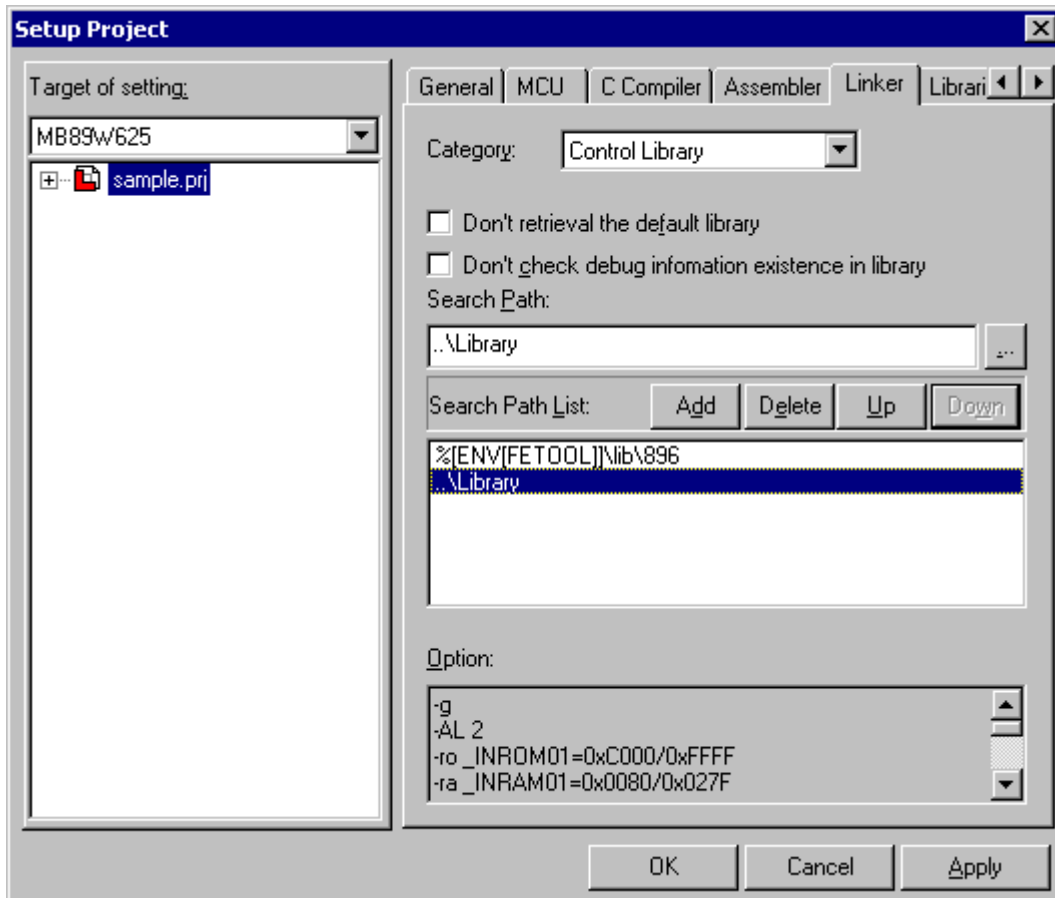 Setup Project
Target of setting:
MB89W625
sample.prj
General MCU C Compiler Assembler Linker Librari
Category: Control Library
Don't retrieval the default library
Don't check debug infomation existence in library
Search Path:
..\Library
...
Search Path List: Add Delete Up Down
%[ENV[FETOOL]]\lib\896
..\Library
Option:
-g
-AL 2
-ro _INROM01=0xC000/0xFFFF
-ra _INRAM01=0x0080/0x027F
OK Cancel Apply